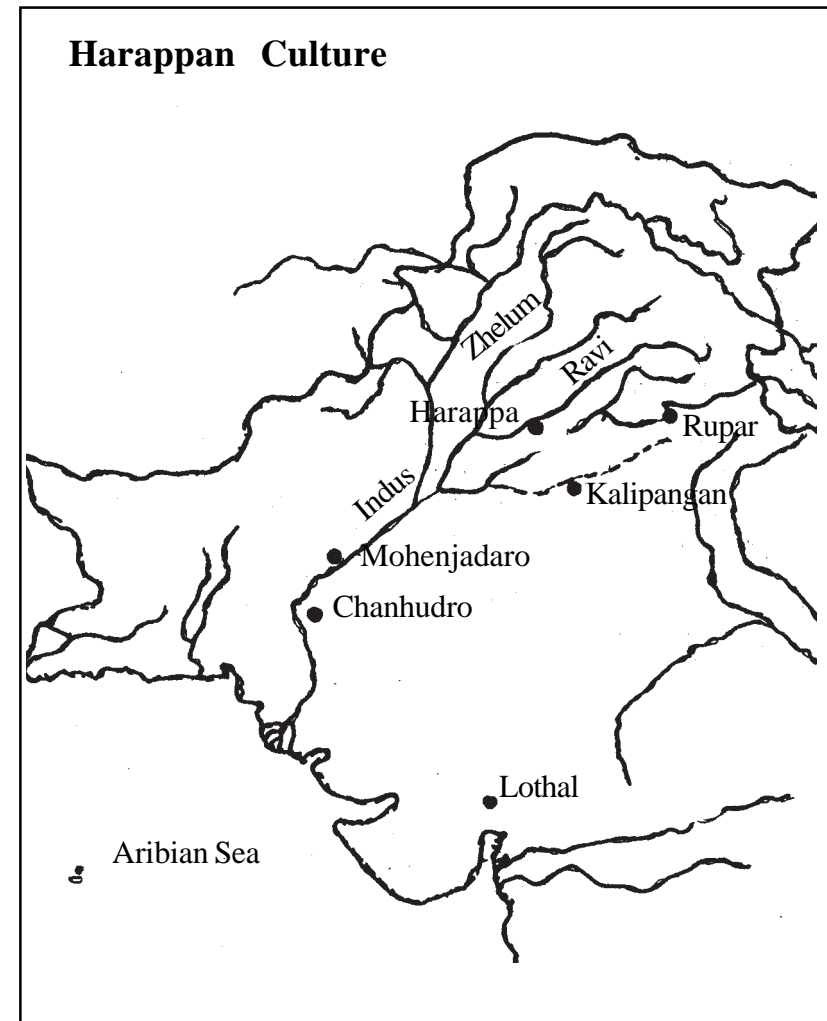 Harappan Culture
Zhelum
Ravi
Harappa
Rupar
Indus
Kalipangan
Mohenjadaro
Chanhudro
Lothal
Aribian Sea